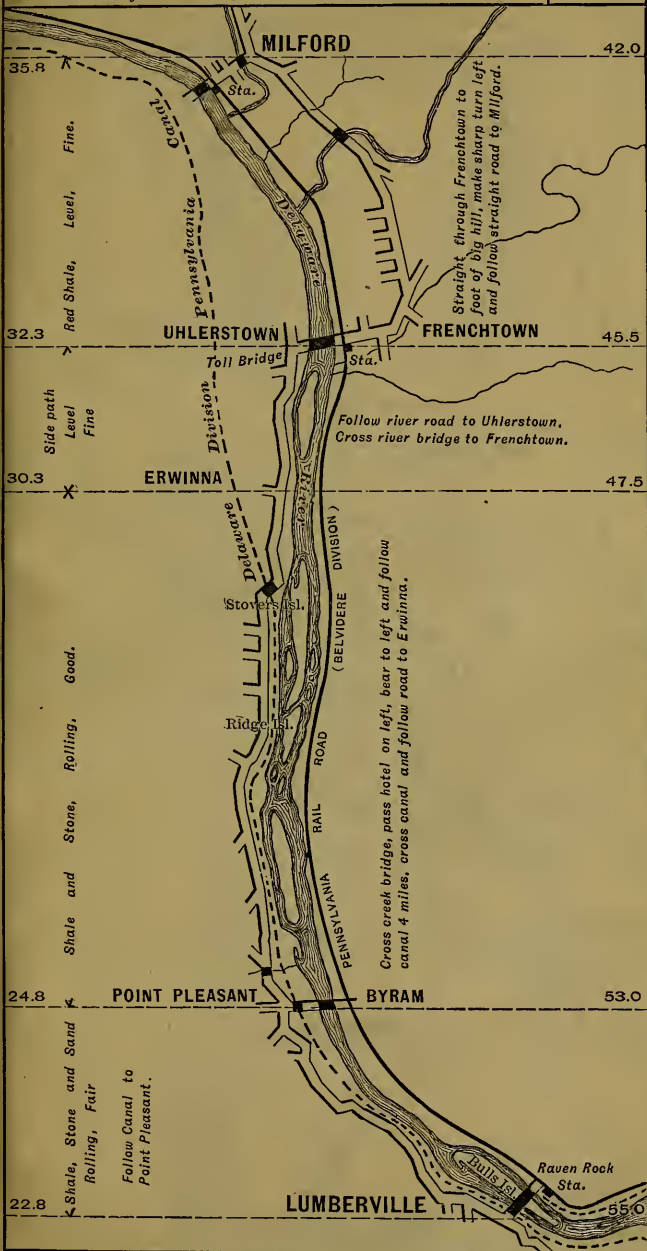 MILFORD
35.8
42.0
Sta.
Canal
Pennsylvania
Division
Delaware
Red Shale, Level, Fine.
Delaware
River
Straight through Frenchtown to
foot of big hill, make sharp turn left
and follow straight road to Milford.
32.3
UHLERSTOWN
FRENCHTOWN
45.5
Toll Bridge
Sta.
Side path
Level
Fine
Follow river road to Uhlerstown,
Cross river bridge to Frenchtown.
30.3
ERWINNA
47.5
Stovers Isl.
Ridge Isl.
Shale and Stone, Rolling, Good.
PENNSYLVANIA RAIL ROAD (BELVIDERE DIVISION)
Cross creek bridge, pass hotel on left, bear to left and follow
canal 4 miles, cross canal and follow road to Erwinna.
24.8
POINT PLEASANT
BYRAM
53.0
Shale, Stone and Sand
Rolling, Fair
Follow Canal to
Point Pleasant.
Bulls Isl.
Raven Rock
Sta.
22.8
LUMBERVILLE
55.0